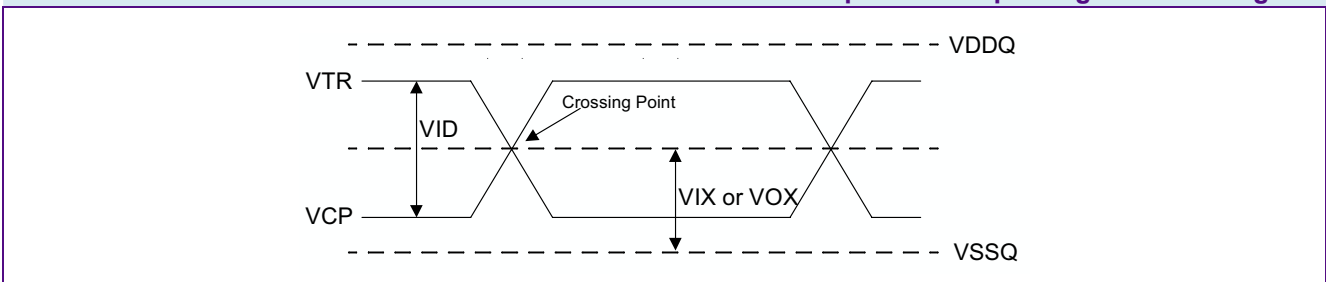 VDDQ
VTR
Crossing Point
VID
VIX or VOX
VCP
VSSQ